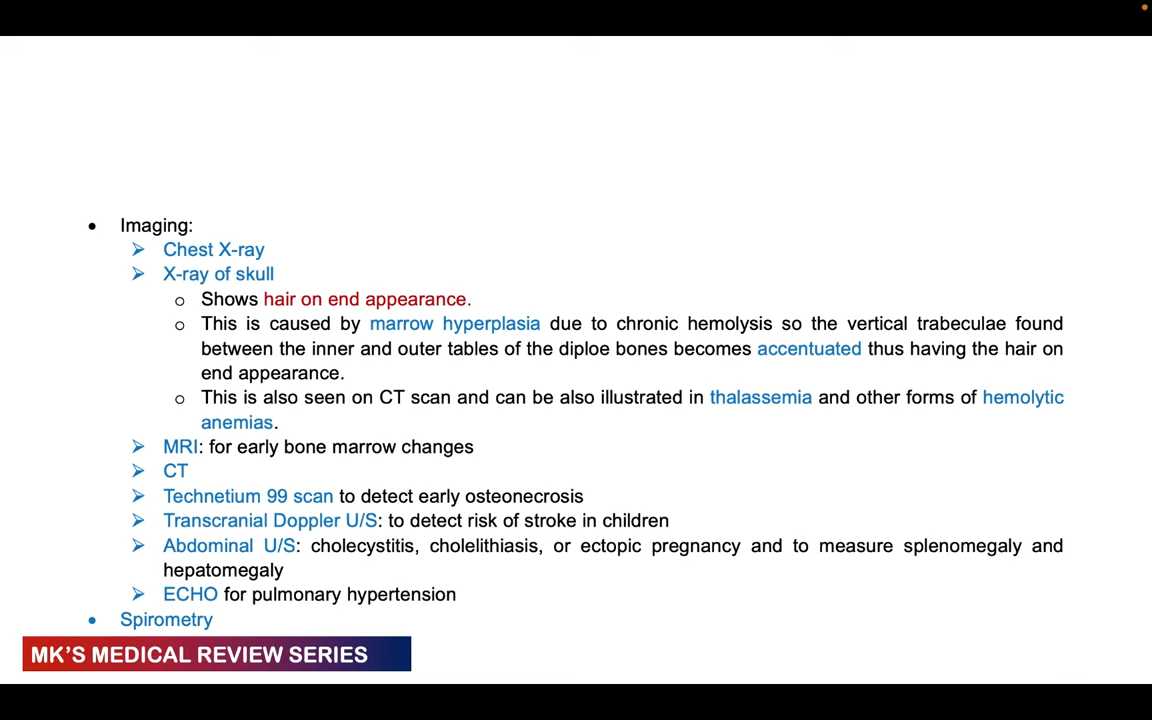 • Imaging:
➢ Chest X-ray
➢ X-ray of skull
o Shows hair on end appearance.
o This is caused by marrow hyperplasia due to chronic hemolysis so the vertical trabeculae found
between the inner and outer tables of the diploe bones becomes accentuated thus having the hair on
end appearance.
o This is also seen on CT scan and can be also illustrated in thalassemia and other forms of hemolytic
anemias.
➢ MRI: for early bone marrow changes
➢ CT
➢ Technetium 99 scan to detect early osteonecrosis
➢ Transcranial Doppler U/S: to detect risk of stroke in children
➢ Abdominal U/S: cholecystitis, cholelithiasis, or ectopic pregnancy and to measure splenomegaly and
hepatomegaly
➢ ECHO for pulmonary hypertension
• Spirometry
MK'S MEDICAL REVIEW SERIES